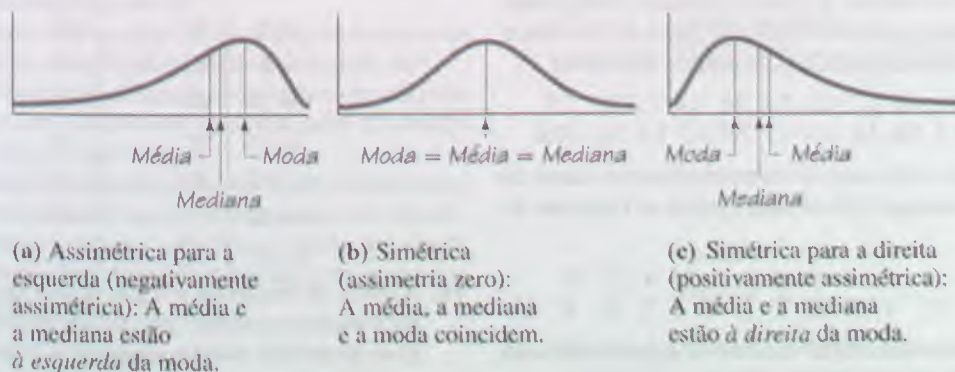 Média
Moda
Mediana
Moda = Média = Mediana
Moda
Média
Mediana
(a) Assimétrica para a
esquerda (negativamente
assimétrica): A média e
a mediana estão
à esquerda da moda.
(b) Simétrica
(assimetria zero):
A média, a mediana
e a moda coincidem.
(c) Simétrica para a direita
(positivamente assimétrica):
A média e a mediana
estão à direita da moda.